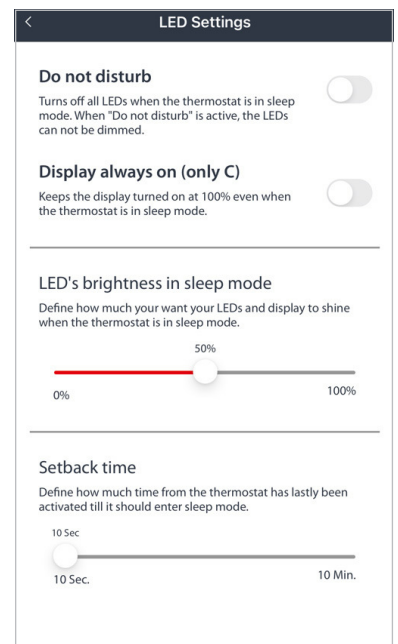 LED Settings
Do not disturb
Turns off all LEDs when the thermostat is in sleep
mode. When "Do not disturb" is active, the LEDs
can not be dimmed.
Display always on (only C)
Keeps the display turned on at 100% even when
the thermostat is in sleep mode.
LED's brightness in sleep mode
Define how much your want your LEDs and display to shine
when the thermostat is in sleep mode.
50%
0%
100%
Setback time
Define how much time from the thermostat has lastly been
activated till it should enter sleep mode.
10 Sec
10 Sec.
10 Min.